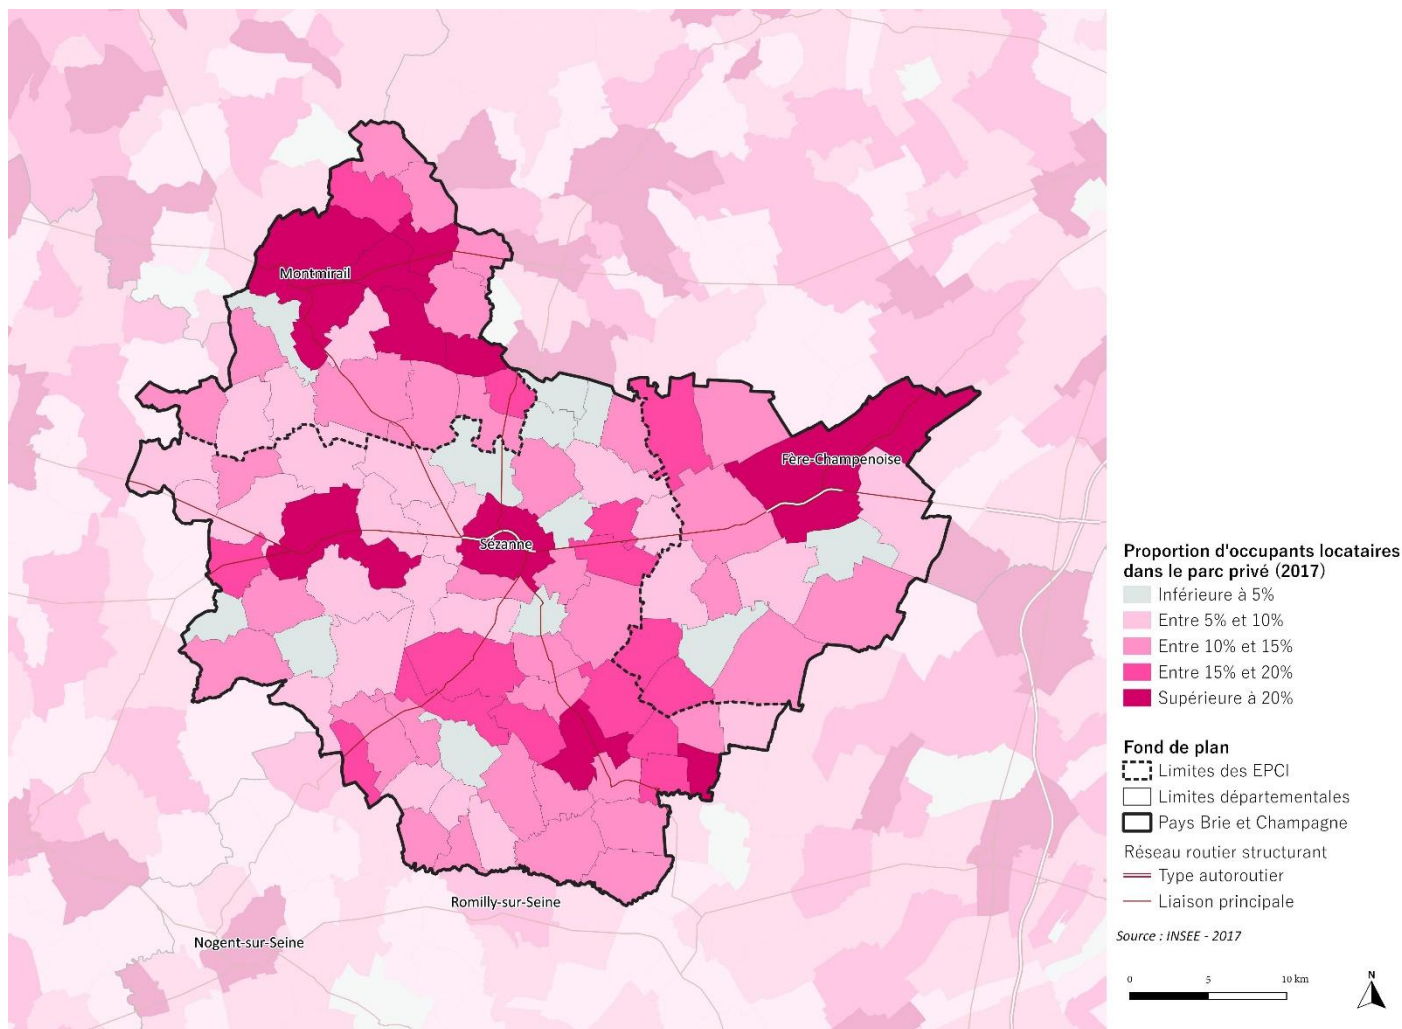 Montmirail
Fère-Champenoise
Sézanne
Romilly-sur-Seine
Nogent-sur-Seine
Proportion d'occupants locataires
dans le parc privé (2017)
Inférieure à 5%
Entre 5% et 10%
Entre 10% et 15%
Entre 15% et 20%
Supérieure à 20%
Fond de plan
Limites des EPCI
Limites départementales
Pays Brie et Champagne
Réseau routier structurant
Type autoroutier
Liaison principale
Source : INSEE - 2017
0 5 10 km
N